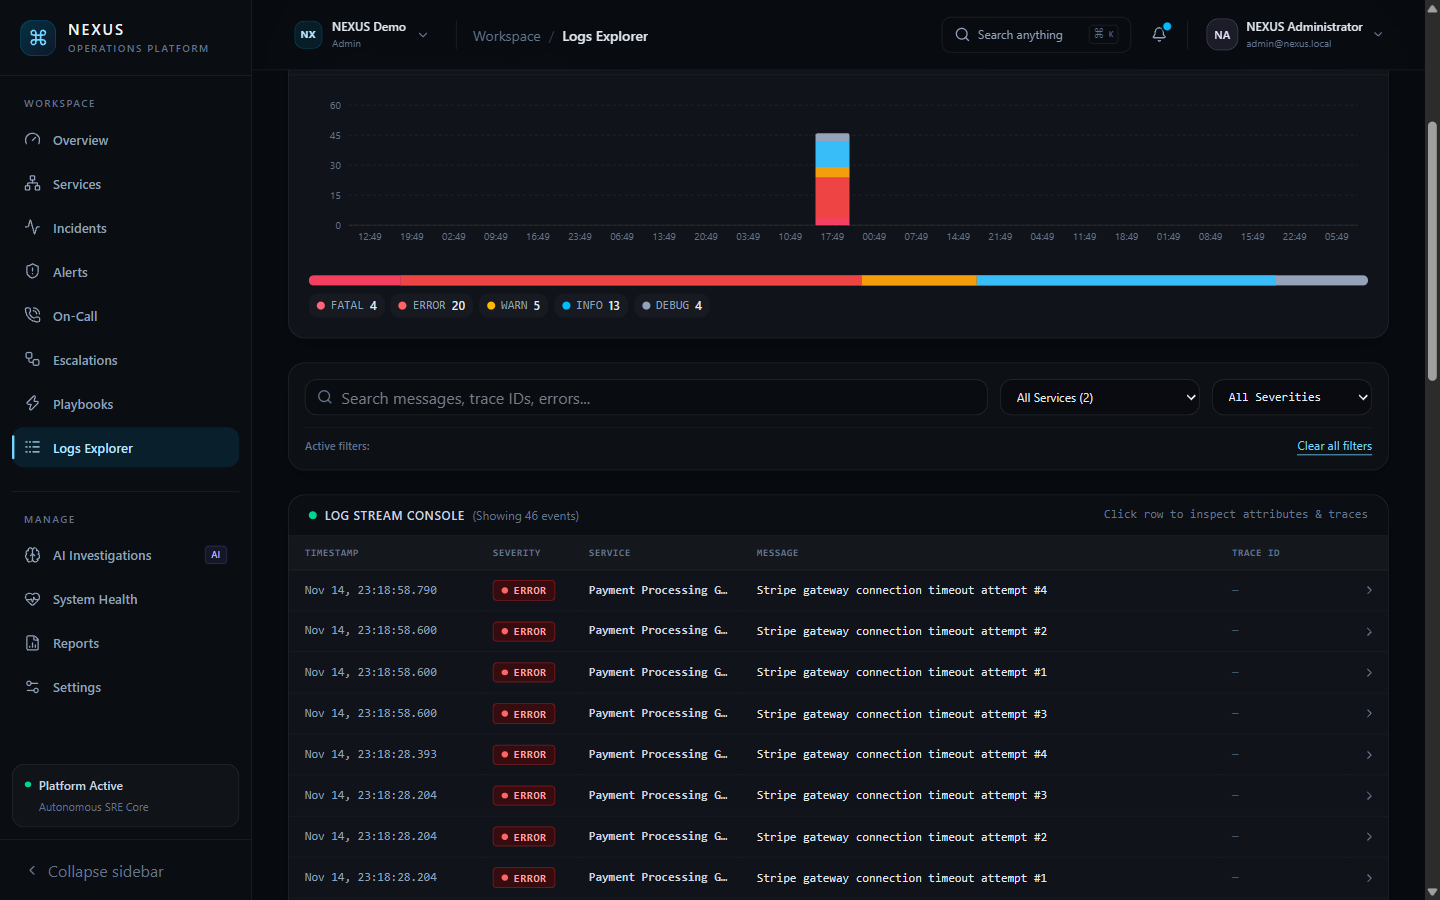 NEXUS
OPERATIONS PLATFORM
WORKSPACE
Overview
Services
Incidents
Alerts
On-Call
Escalations
Playbooks
Logs Explorer
MANAGE
AI Investigations AI
System Health
Reports
Settings
Platform Active
Autonomous SRE Core
Collapse sidebar
NX NEXUS Demo
Admin
Workspace / Logs Explorer
Search anything ⌘ K
NA NEXUS Administrator
admin@nexus.local
60
45
30
15
0
12:49 19:49 02:49 09:49 16:49 23:49 06:49 13:49 20:49 03:49 10:49 17:49 00:49 07:49 14:49 21:49 04:49 11:49 18:49 01:49 08:49 15:49 22:49 05:49
FATAL 4 ERROR 20 WARN 5 INFO 13 DEBUG 4
Search messages, trace IDs, errors... All Services (2) All Severities
Active filters: Clear all filters
LOG STREAM CONSOLE (Showing 46 events) Click row to inspect attributes & traces
TIMESTAMP SEVERITY SERVICE MESSAGE TRACE ID
Nov 14, 23:18:58.790 ERROR Payment Processing G… Stripe gateway connection timeout attempt #4 —
Nov 14, 23:18:58.600 ERROR Payment Processing G… Stripe gateway connection timeout attempt #2 —
Nov 14, 23:18:58.600 ERROR Payment Processing G… Stripe gateway connection timeout attempt #1 —
Nov 14, 23:18:58.600 ERROR Payment Processing G… Stripe gateway connection timeout attempt #3 —
Nov 14, 23:18:28.393 ERROR Payment Processing G… Stripe gateway connection timeout attempt #4 —
Nov 14, 23:18:28.204 ERROR Payment Processing G… Stripe gateway connection timeout attempt #3 —
Nov 14, 23:18:28.204 ERROR Payment Processing G… Stripe gateway connection timeout attempt #2 —
Nov 14, 23:18:28.204 ERROR Payment Processing G… Stripe gateway connection timeout attempt #1 —